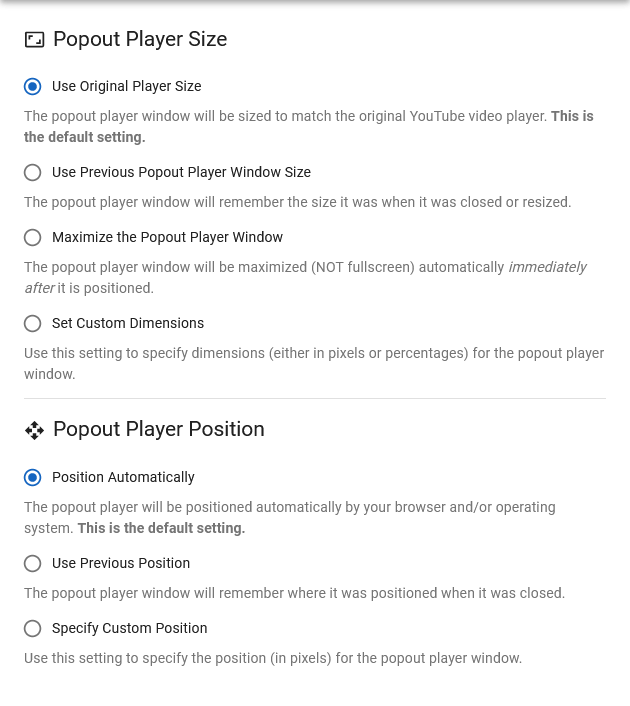 Popout Player Size
Use Original Player Size
The popout player window will be sized to match the original YouTube video player. This is
the default setting.
Use Previous Popout Player Window Size
The popout player window will remember the size it was when it was closed or resized.
Maximize the Popout Player Window
The popout player window will be maximized (NOT fullscreen) automatically immediately
after it is positioned.
Set Custom Dimensions
Use this setting to specify dimensions (either in pixels or percentages) for the popout player
window.
Popout Player Position
Position Automatically
The popout player will be positioned automatically by your browser and/or operating
system. This is the default setting.
Use Previous Position
The popout player window will remember where it was positioned when it was closed.
Specify Custom Position
Use this setting to specify the position (in pixels) for the popout player window.